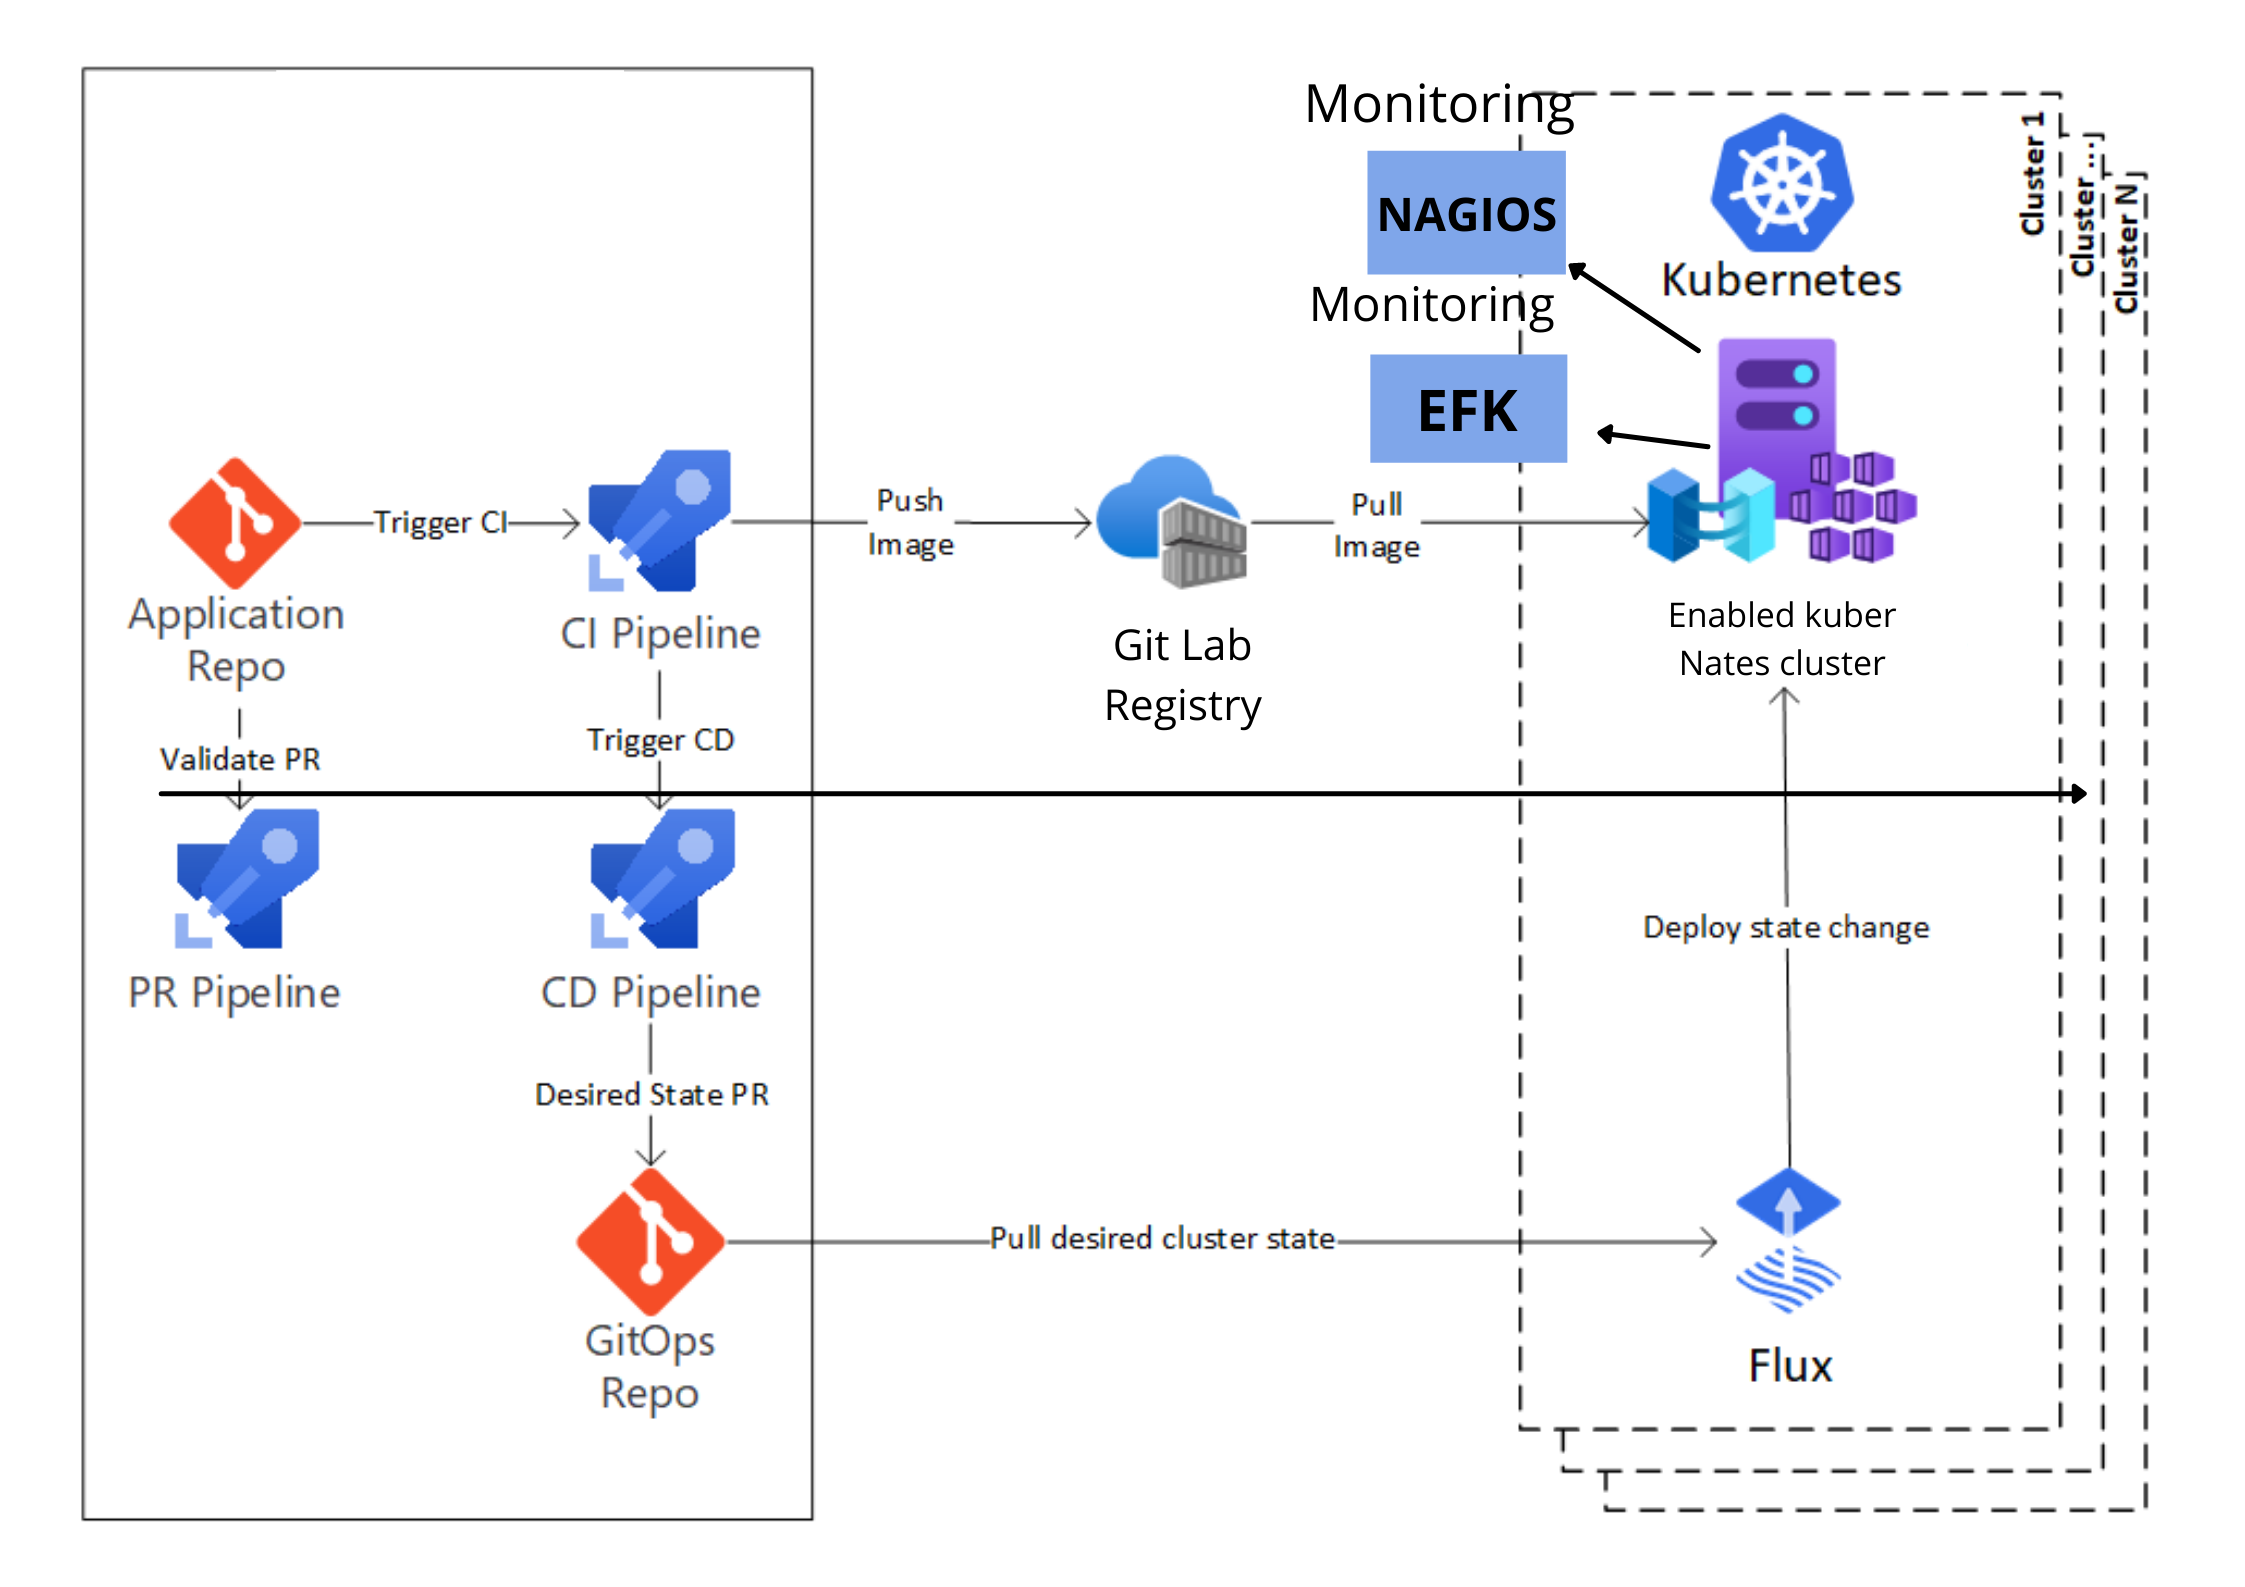 Monitoring
NAGIOS
Monitoring
EFK
Kubernetes
Cluster 1
Cluster...
Cluster N
Trigger CI
Push
Image
Pull
Image
Application
Repo
CI Pipeline
Git Lab
Registry
Enabled kuber
Nates cluster
Validate PR
Trigger CD
PR Pipeline
CD Pipeline
Deploy state change
Desired State PR
Pull desired cluster state
GitOps
Repo
Flux